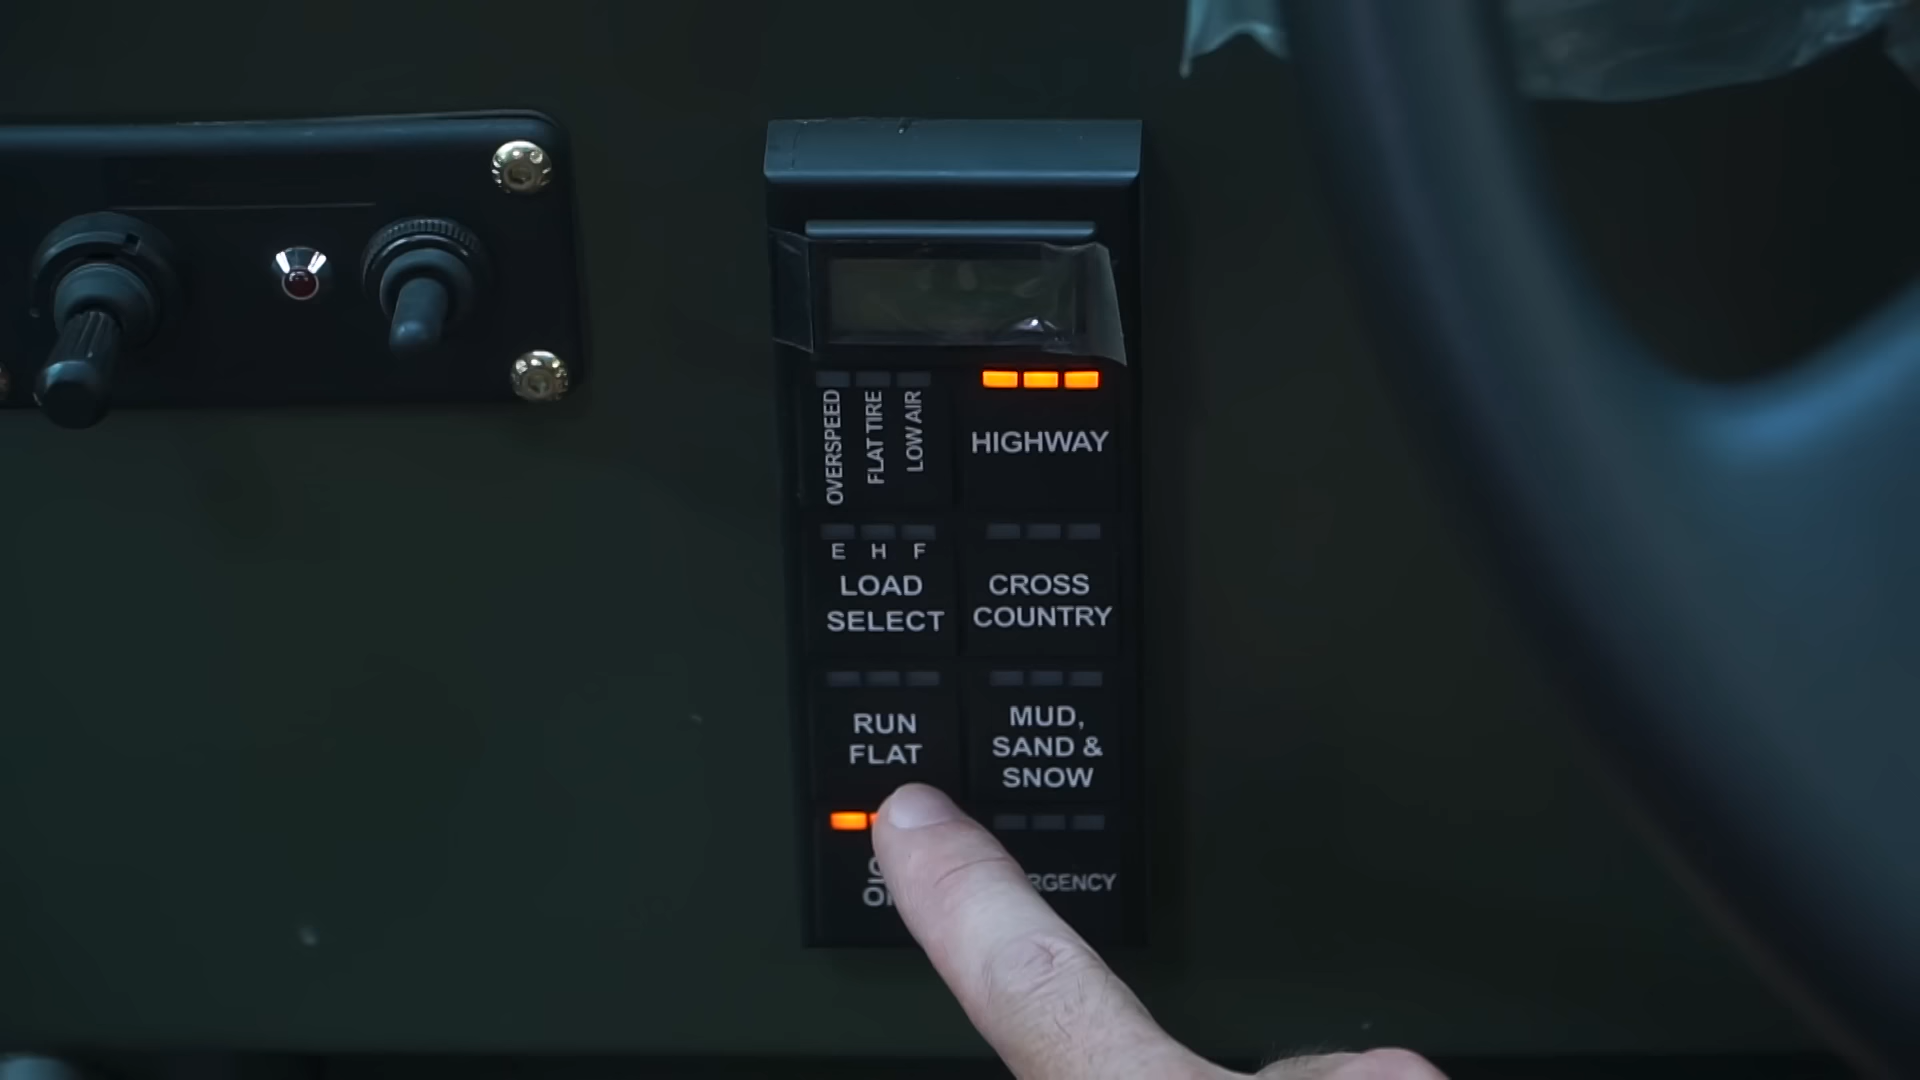 OVERSPEED
FLAT TIRE
LOW AIR
HIGHWAY
E H F
LOAD
SELECT
CROSS
COUNTRY
RUN
FLAT
MUD,
SAND &
SNOW